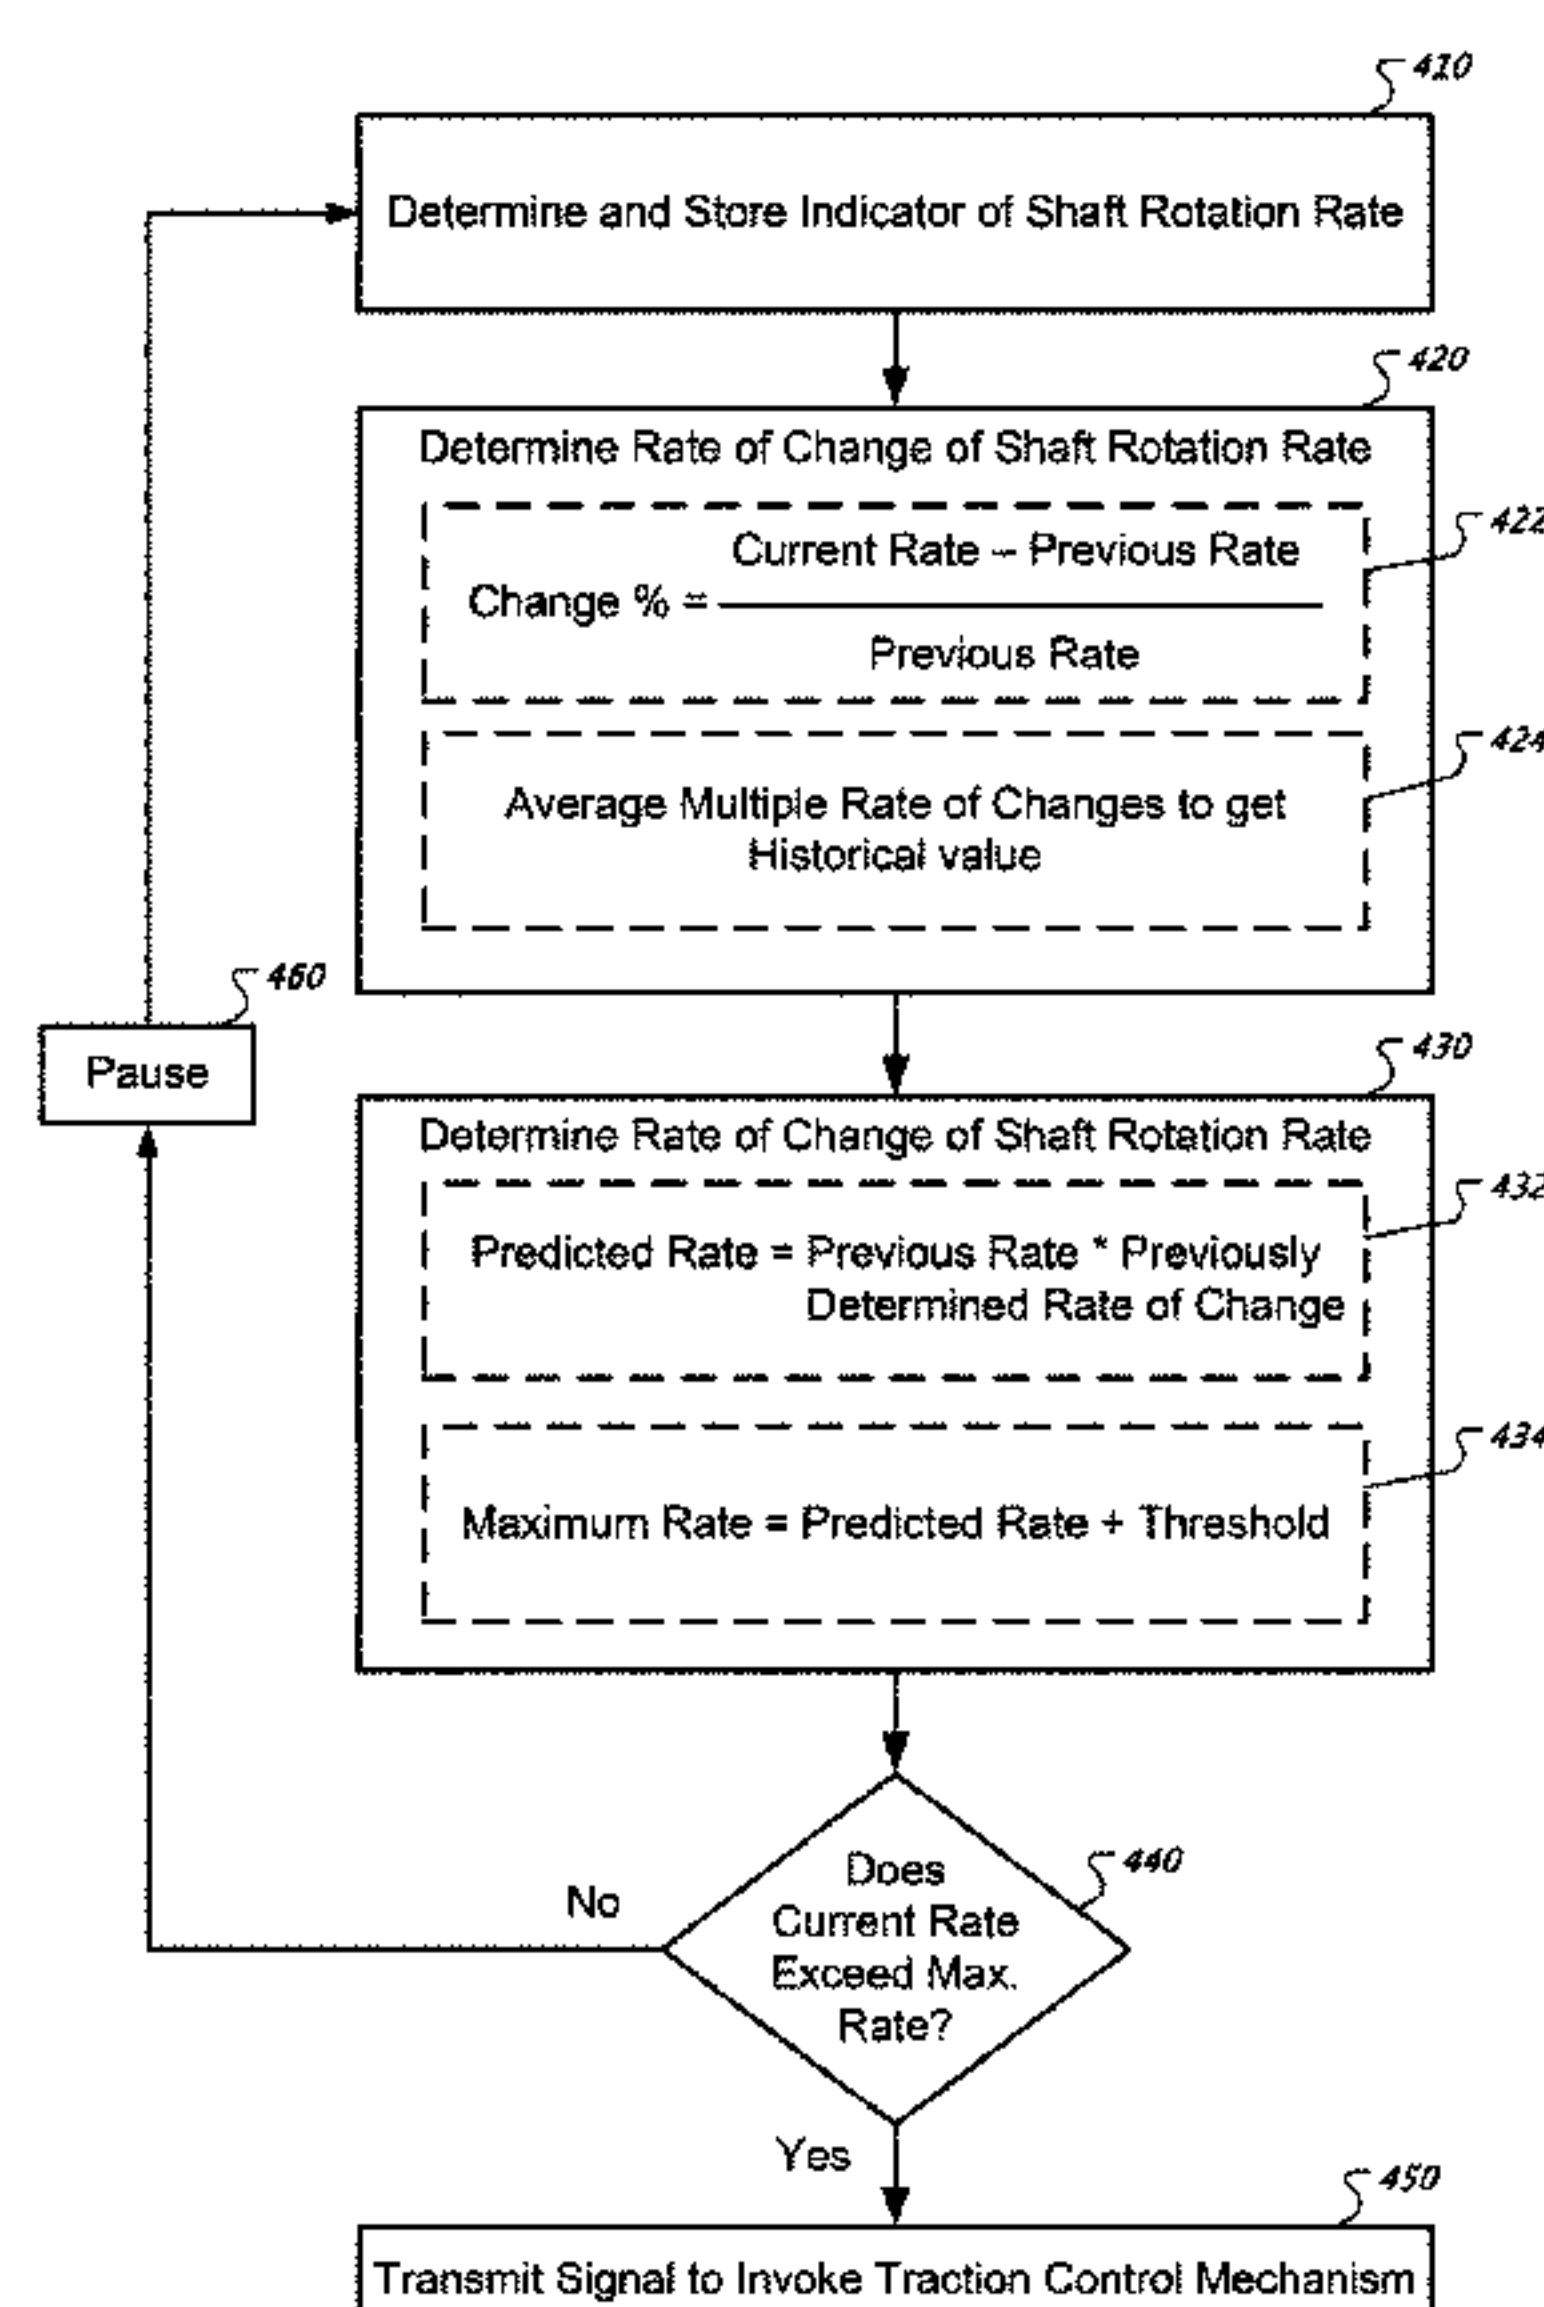 410
Determine and Store Indicator of Shaft Rotation Rate
420
Determine Rate of Change of Shaft Rotation Rate
422
Current Rate – Previous Rate
Change % =
Previous Rate
424
Average Multiple Rate of Changes to get
Historical value
460
Pause
430
Determine Rate of Change of Shaft Rotation Rate
432
Predicted Rate = Previous Rate * Previously
Determined Rate of Change
434
Maximum Rate = Predicted Rate + Threshold
440
Does
Current Rate
Exceed Max.
Rate?
No
Yes
450
Transmit Signal to Invoke Traction Control Mechanism